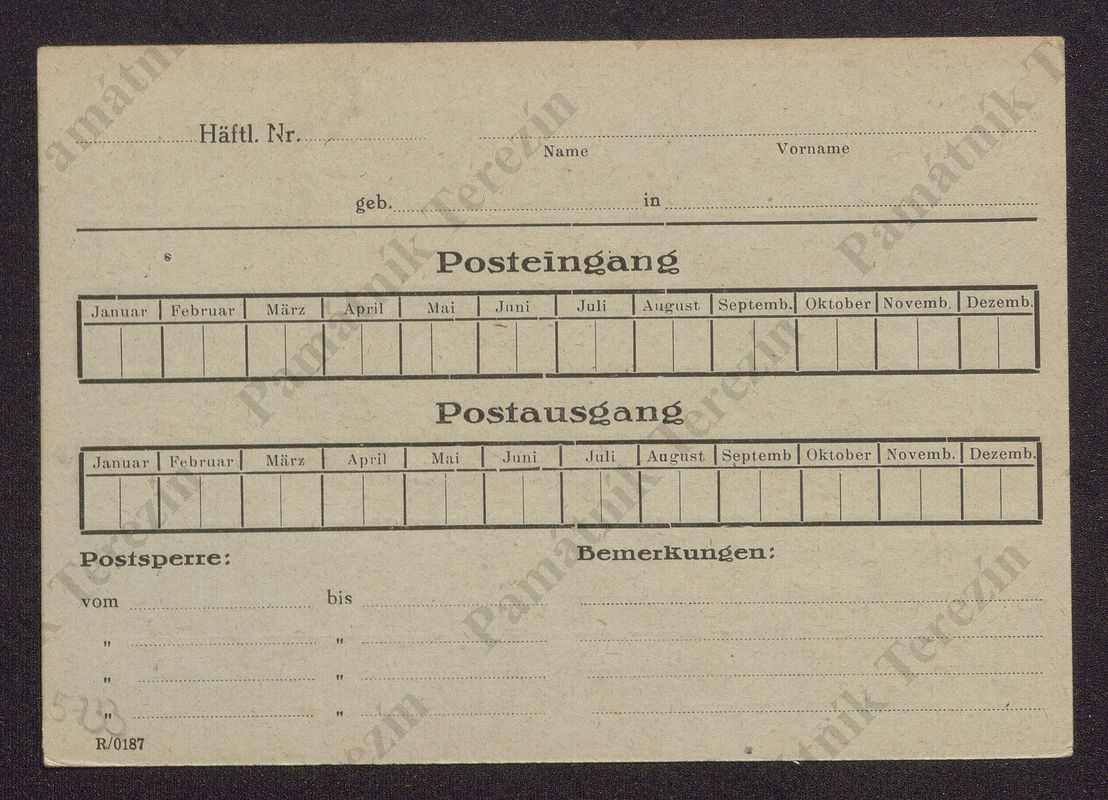 Häftl. Nr.
Name Vorname
geb. in
Posteingang
Januar Februar März April Mai Juni Juli August Septemb. Oktober Novemb. Dezemb.
Postausgang
Januar Februar März April Mai Juni Juli August Septemb Oktober Novemb. Dezemb.
Postsperre: Bemerkungen:
vom bis
" "
" "
" "
R/0187
Památník Terezín